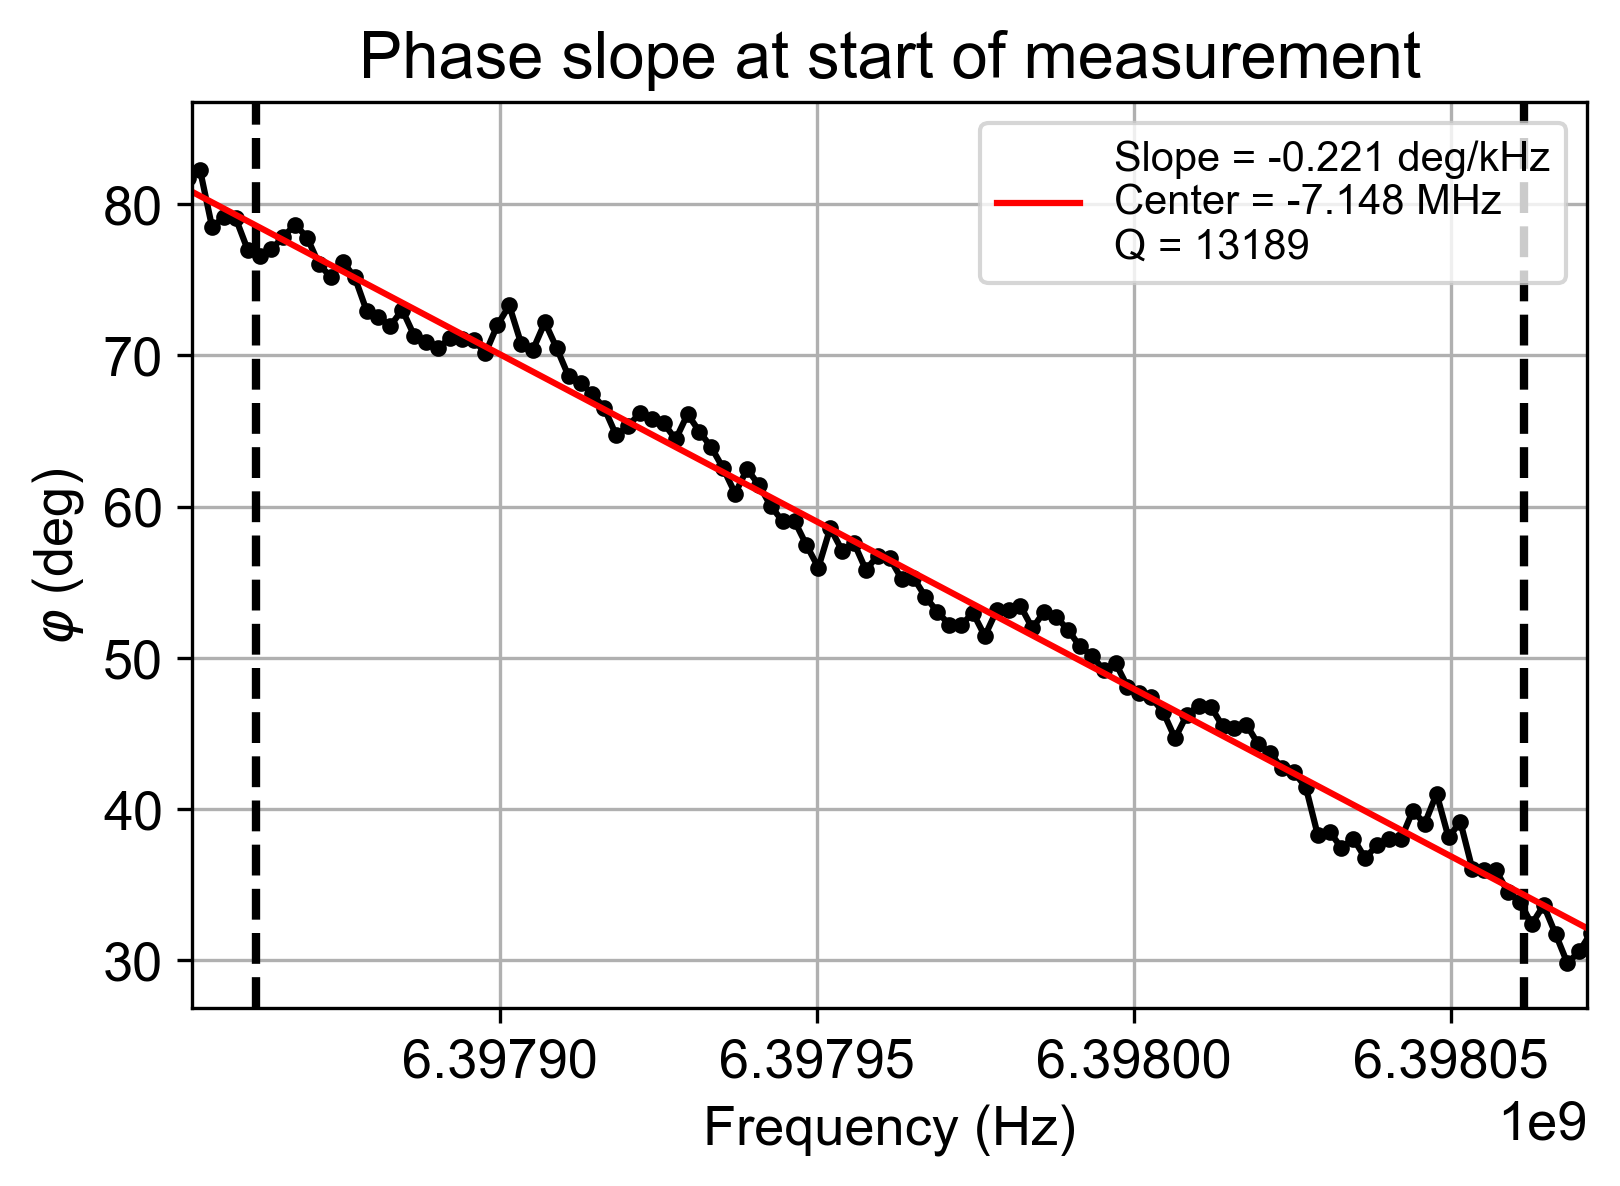 Phase slope at start of measurement
Slope = -0.221 deg/kHz
Center = -7.148 MHz
Q = 13189
80
70
60
50
40
30
φ (deg)
6.39790 6.39795 6.39800 6.39805
Frequency (Hz)
1e9